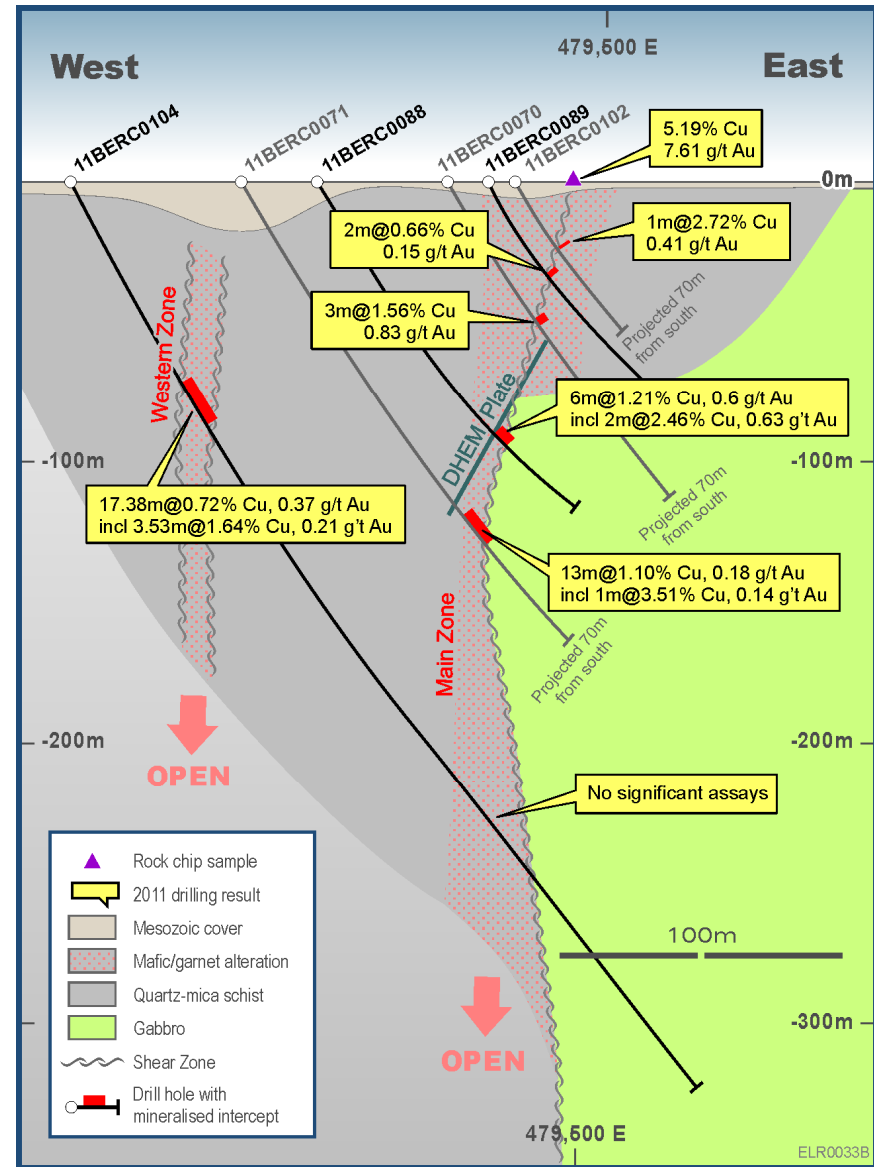 479,500 E
West
East
11BERC0104
11BERC0071
11BERC0088
11BERC0070
11BERC0089
11BERC0102
5.19% Cu
7.61 g/t Au
0m
2m@0.66% Cu
0.15 g/t Au
1m@2.72% Cu
0.41 g/t Au
3m@1.56% Cu
0.83 g/t Au
Projected 70m
from south
Western Zone
DHEM Plate
6m@1.21% Cu, 0.6 g/t Au
incl 2m@2.46% Cu, 0.63 g't Au
-100m
-100m
17.38m@0.72% Cu, 0.37 g/t Au
incl 3.53m@1.64% Cu, 0.21 g't Au
Projected 70m
from south
13m@1.10% Cu, 0.18 g/t Au
incl 1m@3.51% Cu, 0.14 g't Au
Main Zone
Projected 70m
from south
-200m
-200m
OPEN
No significant assays
Rock chip sample
2011 drilling result
Mesozoic cover
Mafic/garnet alteration
Quartz-mica schist
Gabbro
Shear Zone
Drill hole with
mineralised intercept
100m
-300m
OPEN
479,500 E
ELR0033B